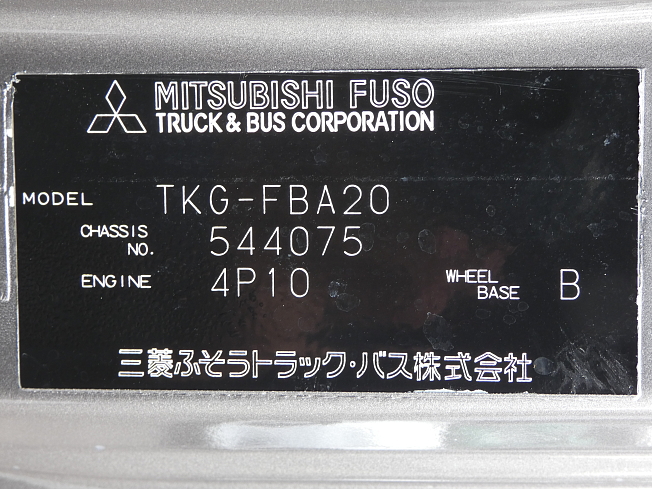 MITSUBISHI FUSO
TRUCK & BUS CORPORATION
MODEL TKG-FBA20
CHASSIS NO. 544075
ENGINE 4P10 WHEEL BASE B
三菱ふそうトラック・バス株式会社